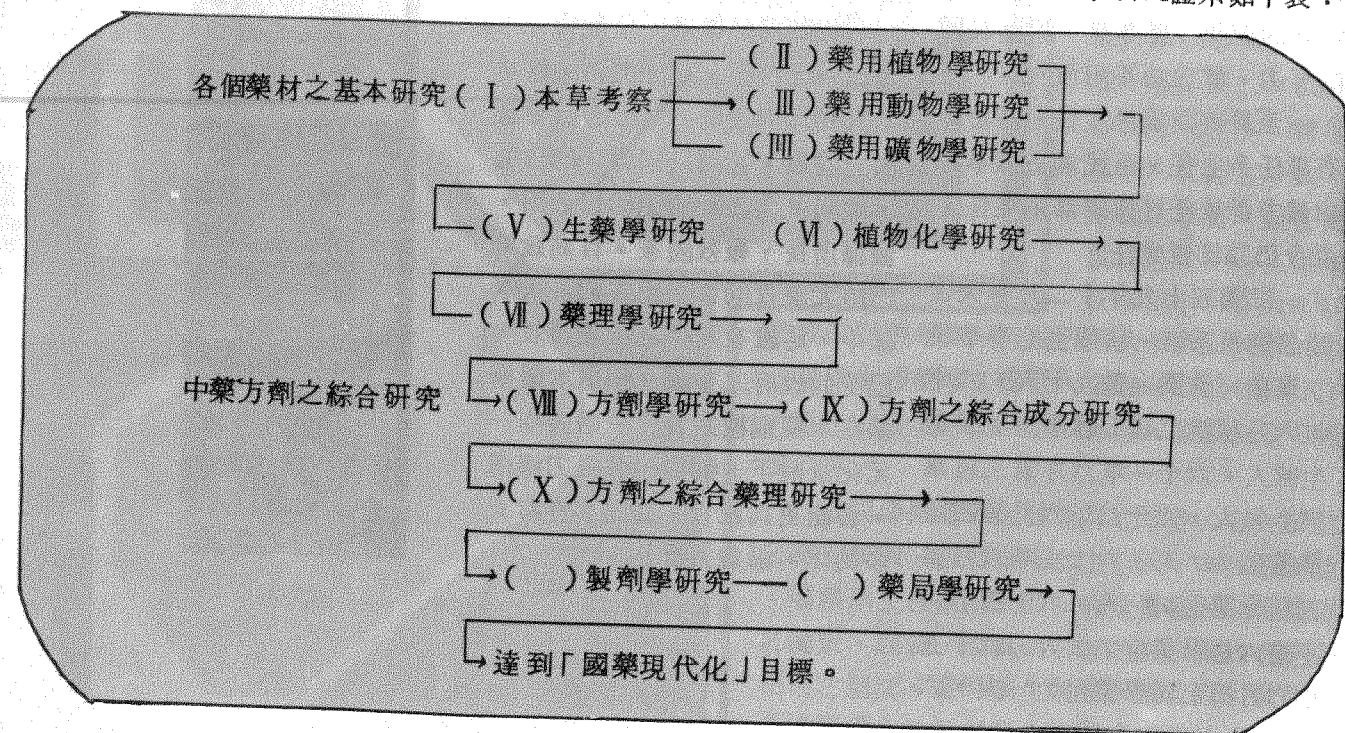 如下表：
各個藥材之基本研究（Ⅰ）本草考察
（Ⅱ）藥用植物學研究
（Ⅲ）藥用動物學研究
（IIII）藥用礦物學研究
（Ⅴ）生藥學研究　（Ⅵ）植物化學研究
（Ⅶ）藥理學研究
中藥方劑之綜合研究
（Ⅷ）方劑學研究 （Ⅸ）方劑之綜合成分研究
（Ⅹ）方劑之綜合藥理研究
（　）製劑學研究 （　）藥局學研究
達到「國藥現代化」目標。